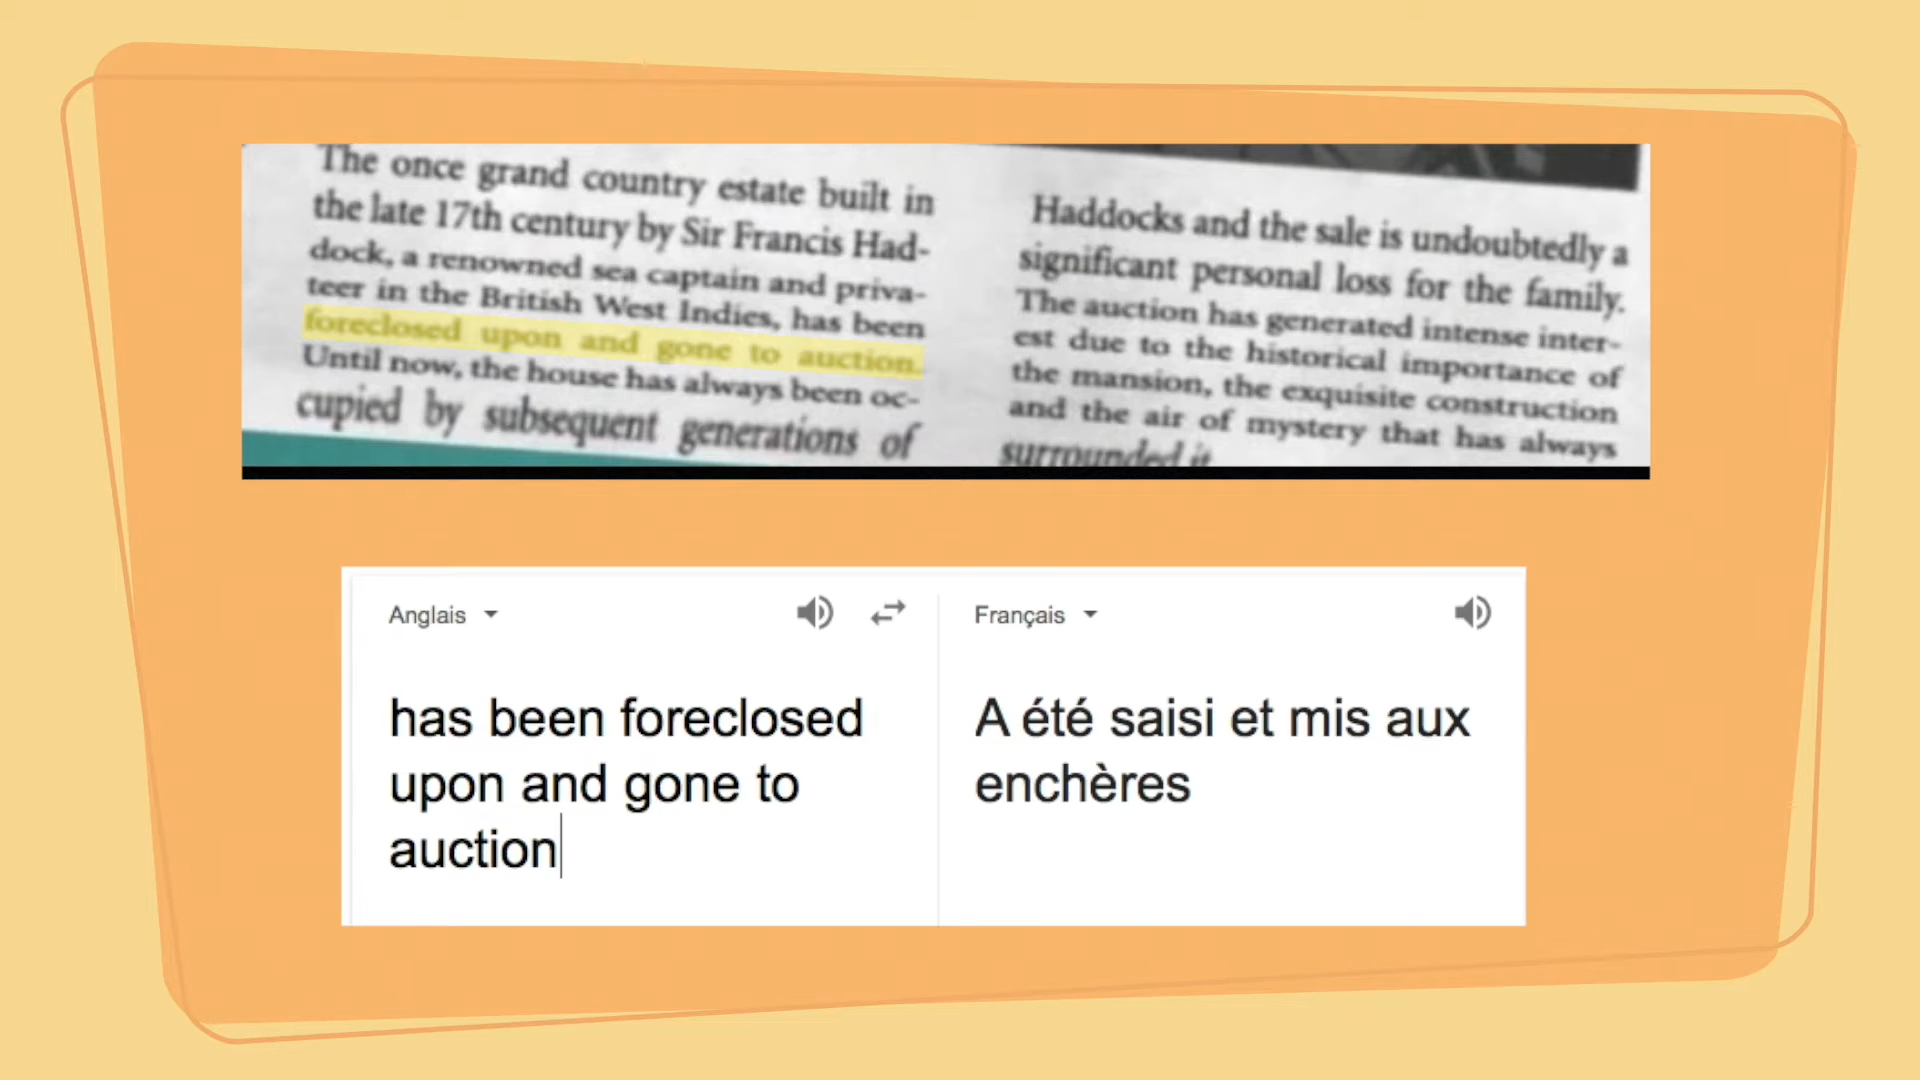 The once grand country estate built in
the late 17th century by Sir Francis Had-
dock, a renowned sea captain and priva-
teer in the British West Indies, has been
foreclosed upon and gone to auction.
Until now, the house has always been oc-
cupied by subsequent generations of
Haddocks and the sale is undoubtedly a
significant personal loss for the family.
The auction has generated intense inter-
est due to the historical importance of
the mansion, the exquisite construction
and the air of mystery that has always
surrounded it
Anglais
Français
has been foreclosed
upon and gone to
auction
A été saisi et mis aux
enchères